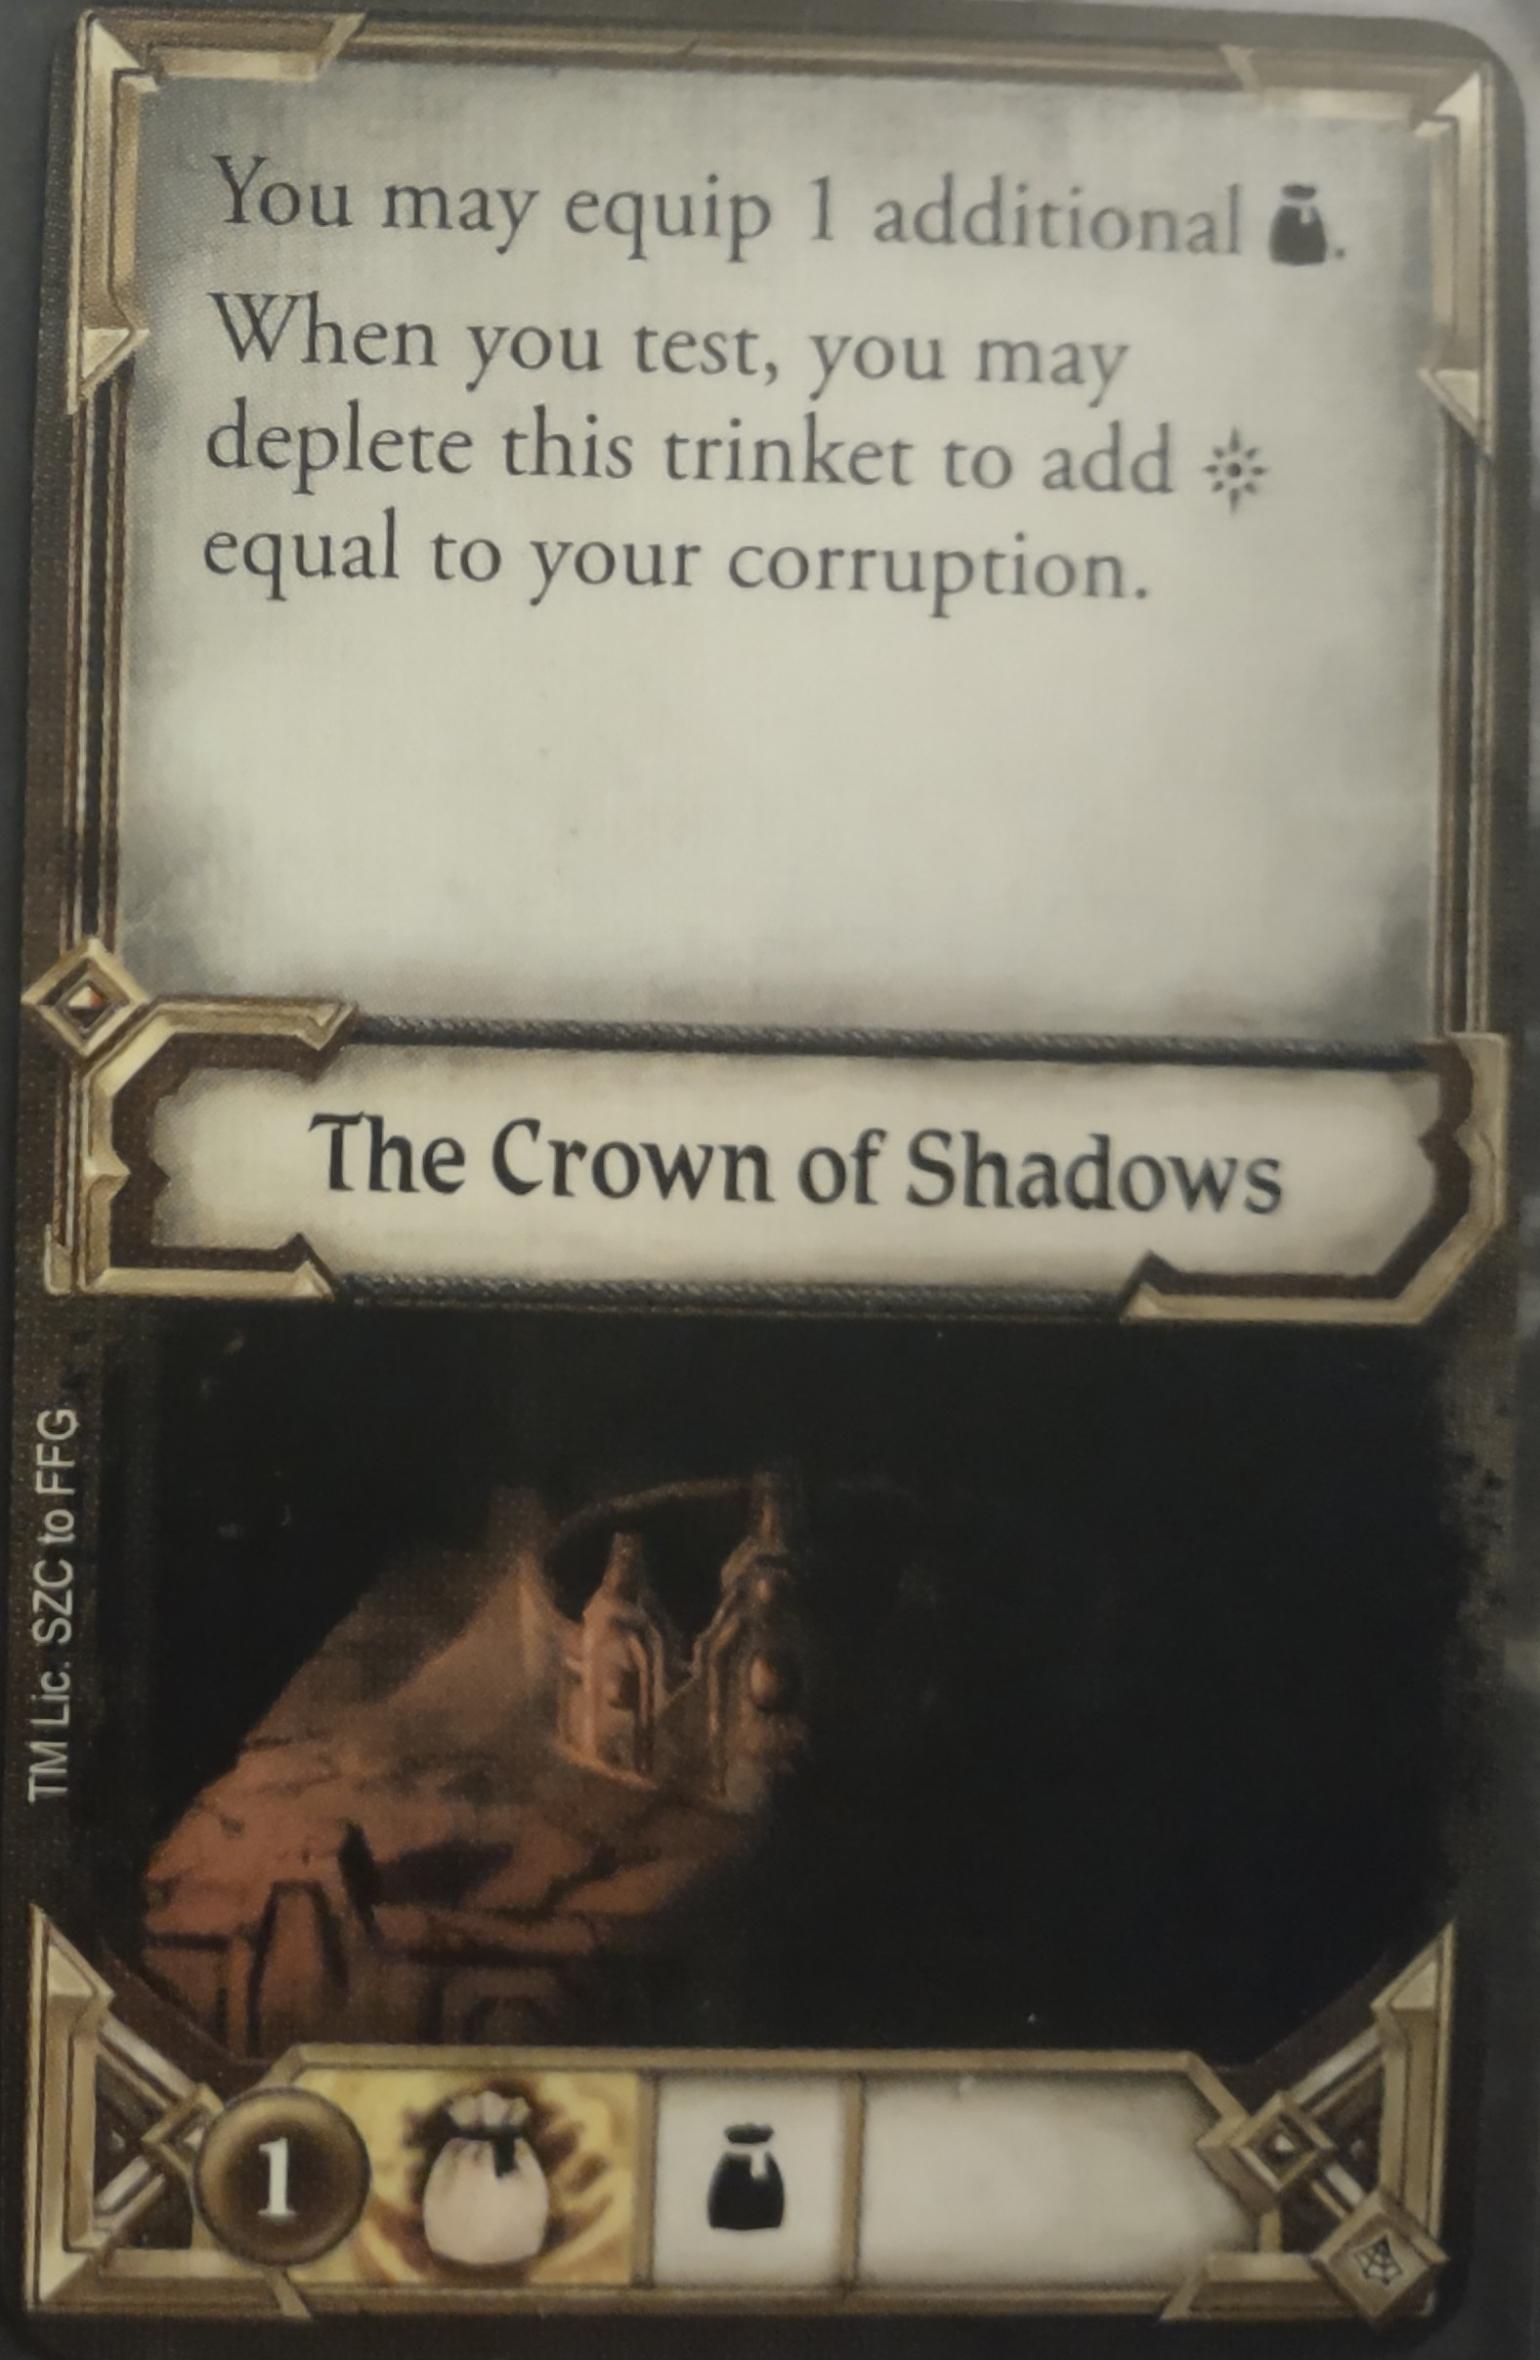 You may equip 1 additional .
When you test, you may
deplete this trinket to add
equal to your corruption.
The Crown of Shadows
TM Lic. SZC to FFG
1